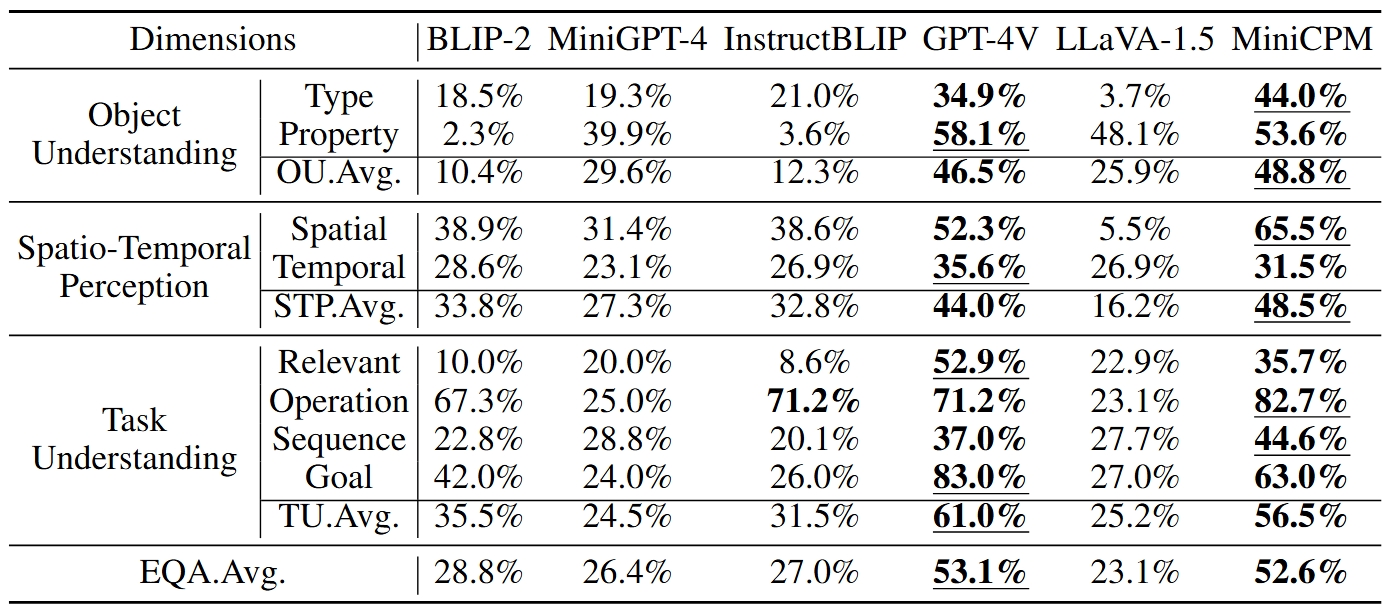 Dimensions BLIP-2 MiniGPT-4 InstructBLIP GPT-4V LLaVA-1.5 MiniCPM
Object Understanding
Type 18.5% 19.3% 21.0% 34.9% 3.7% 44.0%
Property 2.3% 39.9% 3.6% 58.1% 48.1% 53.6%
OU.Avg. 10.4% 29.6% 12.3% 46.5% 25.9% 48.8%
Spatio-Temporal Perception
Spatial 38.9% 31.4% 38.6% 52.3% 5.5% 65.5%
Temporal 28.6% 23.1% 26.9% 35.6% 26.9% 31.5%
STP.Avg. 33.8% 27.3% 32.8% 44.0% 16.2% 48.5%
Task Understanding
Relevant 10.0% 20.0% 8.6% 52.9% 22.9% 35.7%
Operation 67.3% 25.0% 71.2% 71.2% 23.1% 82.7%
Sequence 22.8% 28.8% 20.1% 37.0% 27.7% 44.6%
Goal 42.0% 24.0% 26.0% 83.0% 27.0% 63.0%
TU.Avg. 35.5% 24.5% 31.5% 61.0% 25.2% 56.5%
EQA.Avg. 28.8% 26.4% 27.0% 53.1% 23.1% 52.6%